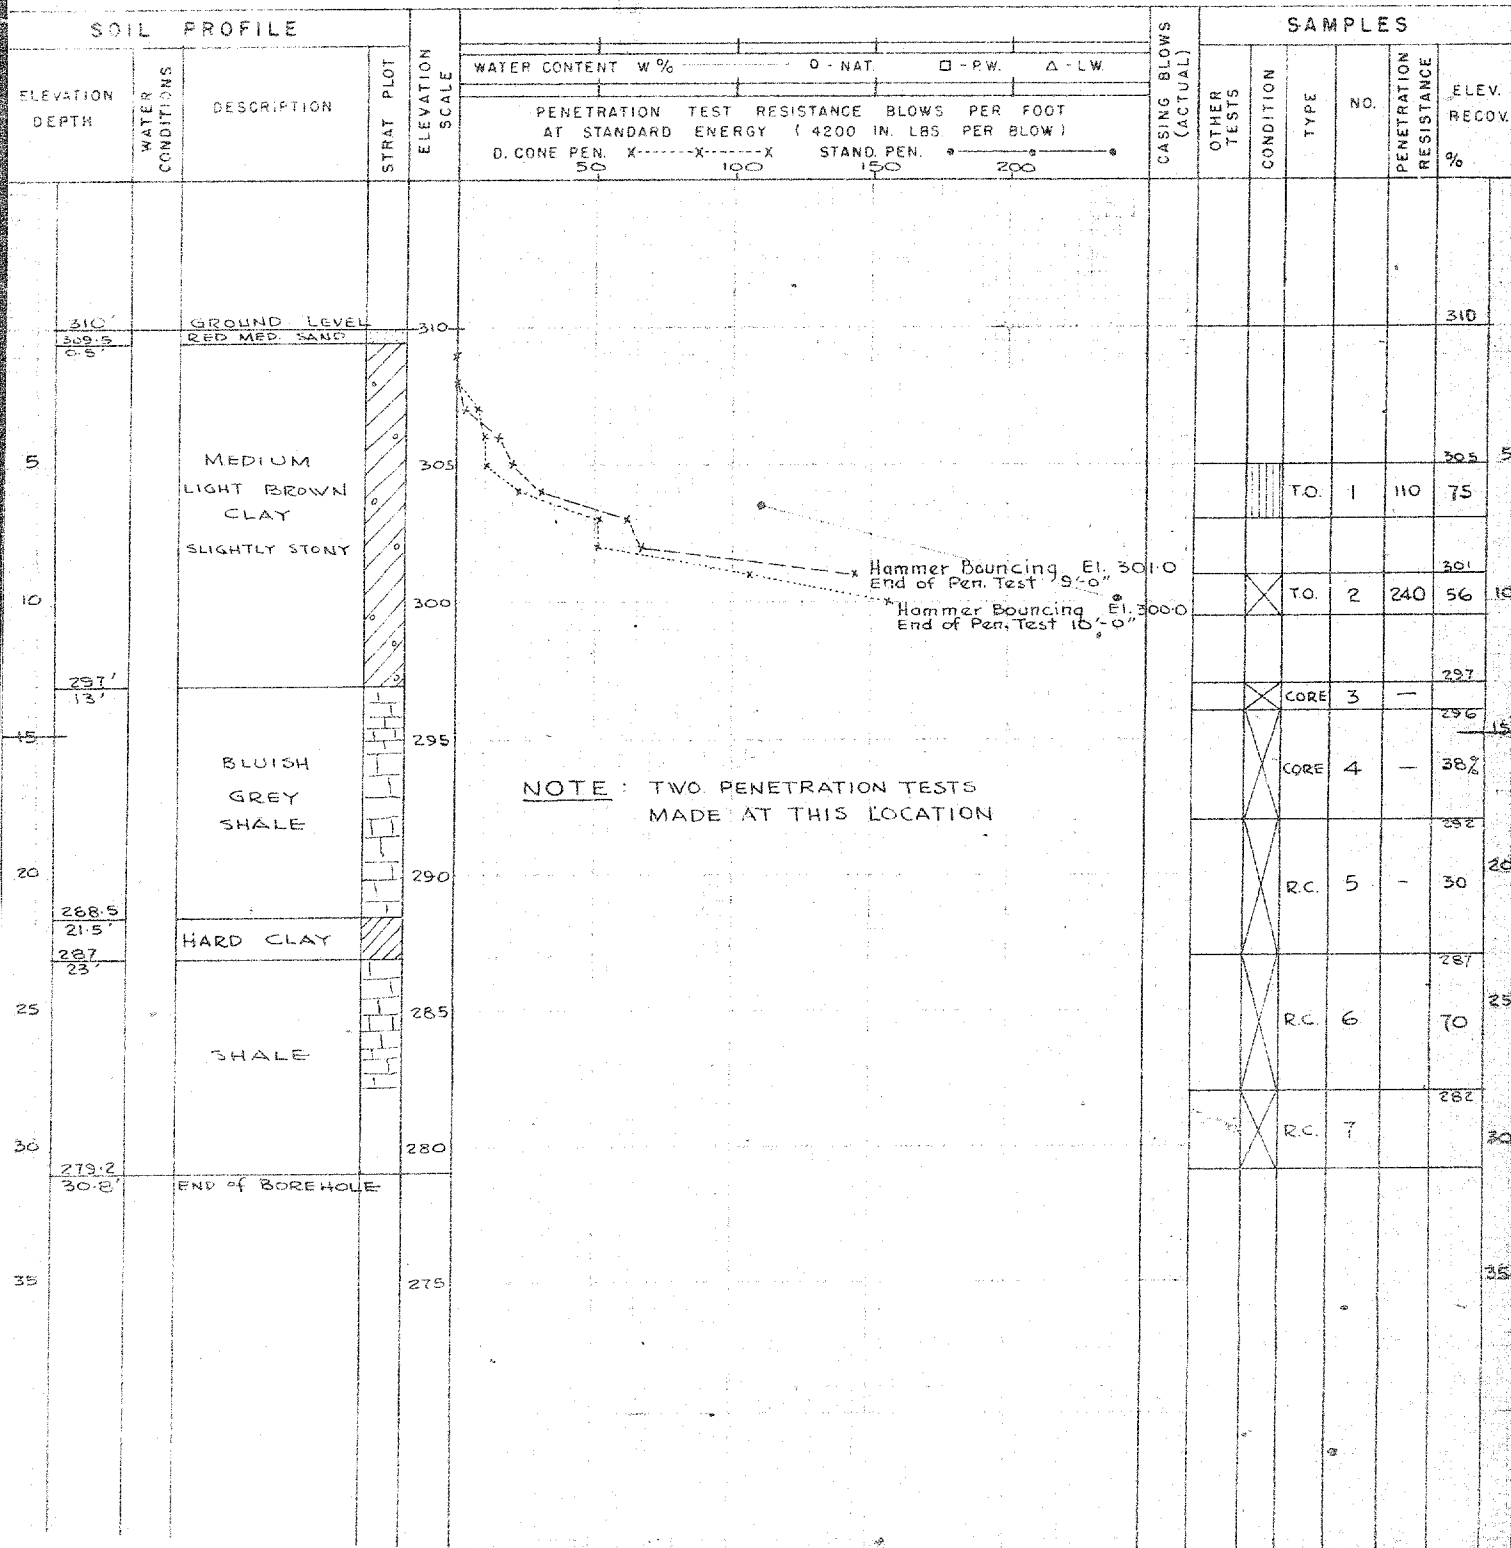 SOIL PROFILE
ELEVATION
DEPTH
WATER
CONDITIONS
DESCRIPTION
STRAT PLOT
ELEVATION
SCALE
WATER CONTENT W % O - NAT. □ - P.W. Δ - L.W.
PENETRATION TEST RESISTANCE BLOWS PER FOOT
AT STANDARD ENERGY ( 4200 IN. LBS. PER BLOW )
D. CONE PEN. X-------X-------X STAND. PEN.
50 100 150 200
CASING BLOWS
(ACTUAL)
SAMPLES
OTHER
TESTS
CONDITION
TYPE
NO.
PENETRATION
RESISTANCE
ELEV.
RECOV.
%
310' GROUND LEVEL 310 310
309.5 RED MED. SAND
0.5'
5 305 305 5
MEDIUM
LIGHT BROWN
CLAY
SLIGHTLY STONY
T.O. 1 110 75
Hammer Bouncing El. 301.0
End of Pen. Test 9'-0"
301
10 300 T.O. 2 240 56 10
Hammer Bouncing El. 300.0
End of Pen. Test 10'-0"
297' 297
13' CORE 3 —
296
15 295 15
BLUISH
GREY
SHALE
CORE 4 — 38%
NOTE : TWO PENETRATION TESTS
MADE AT THIS LOCATION
292
20 290 20
R.C. 5 - 30
288.5
21.5'
HARD CLAY
287 287
23'
25 285 25
R.C. 6 70
SHALE
282
R.C. 7
30 280 30
279.2
30.8' END of BOREHOLE
35 275 35